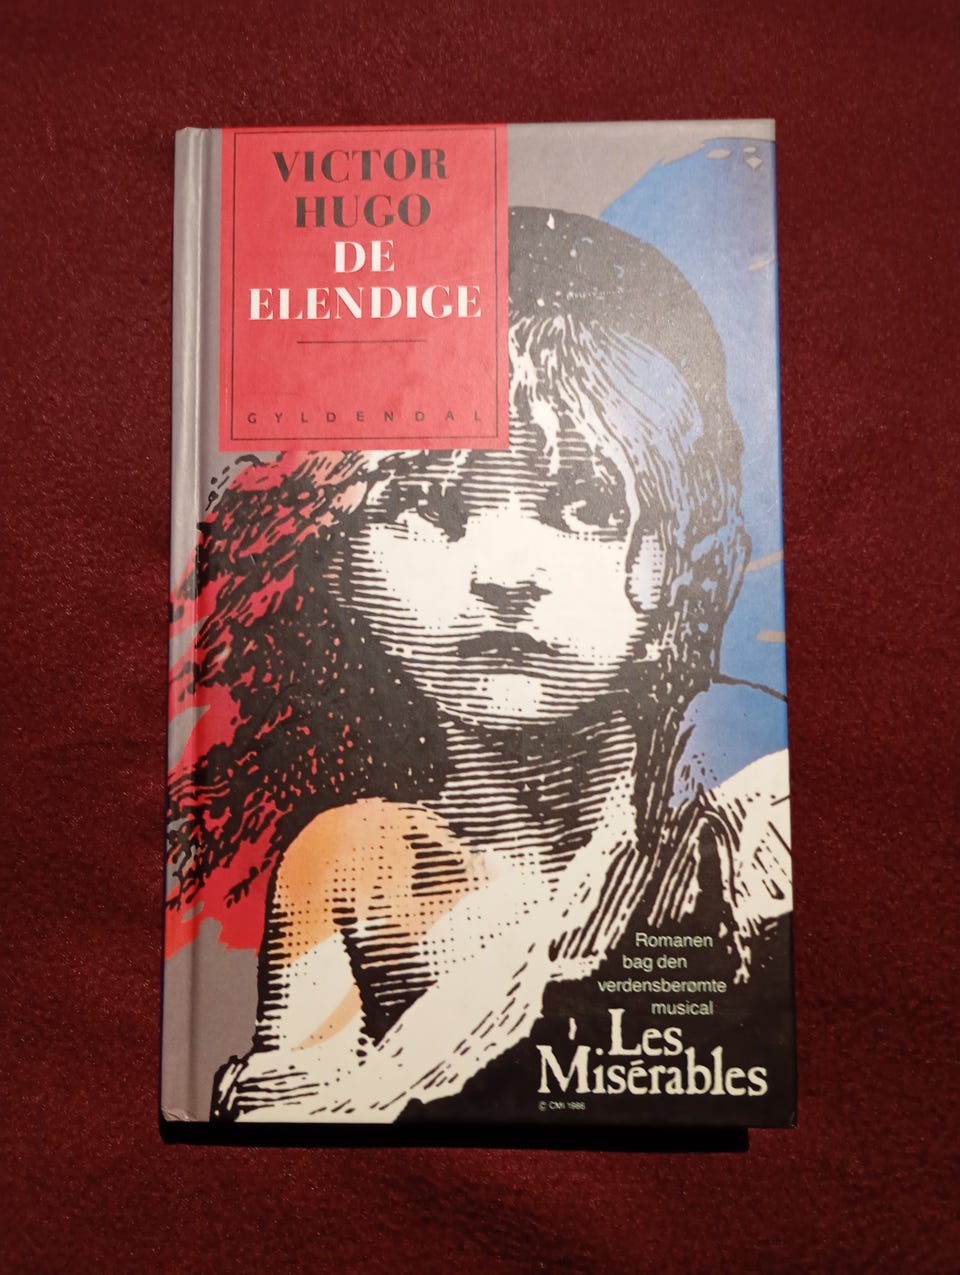 VICTOR
HUGO
DE
ELENDIGE
GYLDENDAL
Romanen
bag den
verdensberømte
musical
Les
Misérables
© CMI 1986